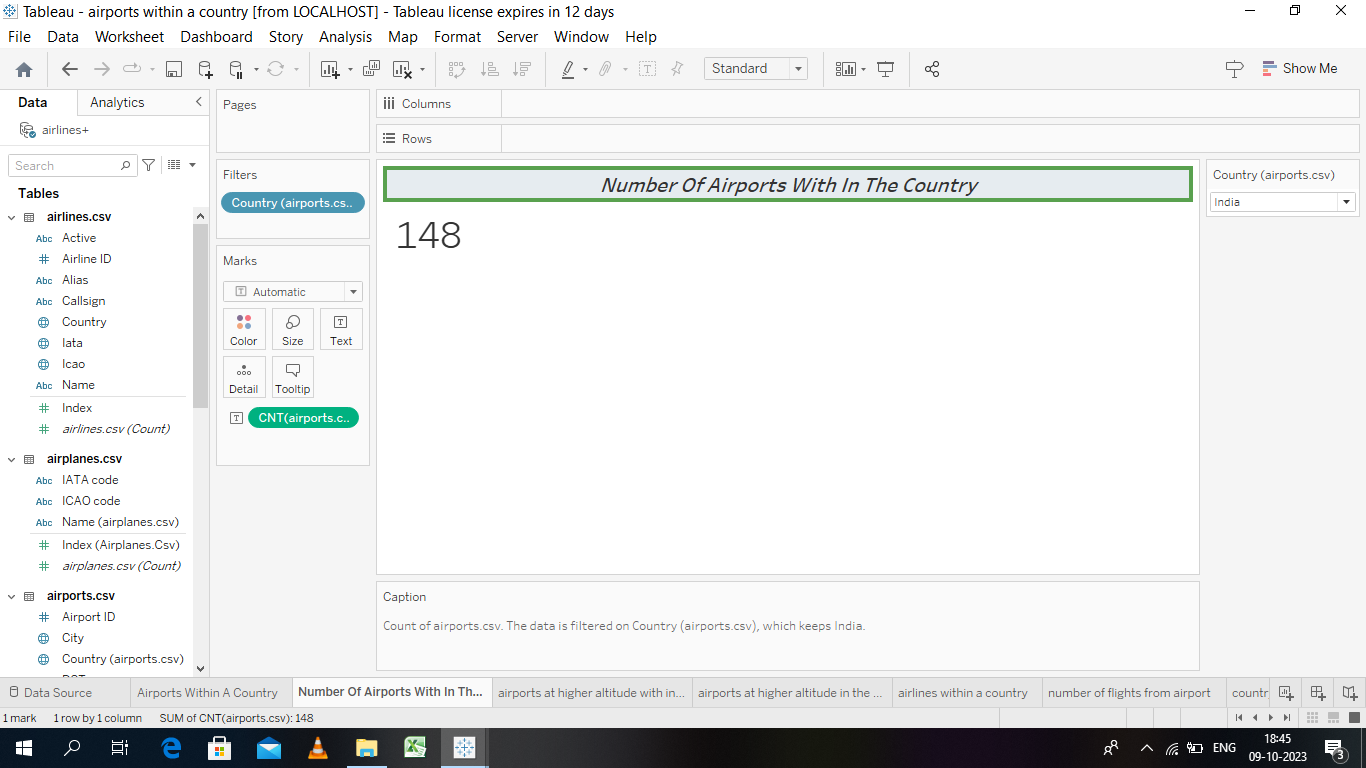 Tableau - airports within a country [from LOCALHOST] - Tableau license expires in 12 days
File Data Worksheet Dashboard Story Analysis Map Format Server Window Help
Standard
Show Me
Data Analytics
airlines+
Search
Tables
airlines.csv
Abc Active
Airline ID
Abc Alias
Abc Callsign
Country
Iata
Icao
Abc Name
Index
airlines.csv (Count)
airplanes.csv
Abc IATA code
Abc ICAO code
Abc Name (airplanes.csv)
Index (Airplanes.Csv)
airplanes.csv (Count)
airports.csv
Airport ID
City
Country (airports.csv)
Pages
Filters
Country (airports.cs..
Marks
Automatic
Color Size Text
Detail Tooltip
CNT(airports.c..
Columns
Rows
Number Of Airports With In The Country
148
Caption
Count of airports.csv. The data is filtered on Country (airports.csv), which keeps India.
Country (airports.csv)
India
Data Source Airports Within A Country Number Of Airports With In Th... airports at higher altitude with in... airports at higher altitude in the ... airlines within a country number of flights from airport countr
1 mark 1 row by 1 column SUM of CNT(airports.csv): 148
ENG
18:45
09-10-2023
3